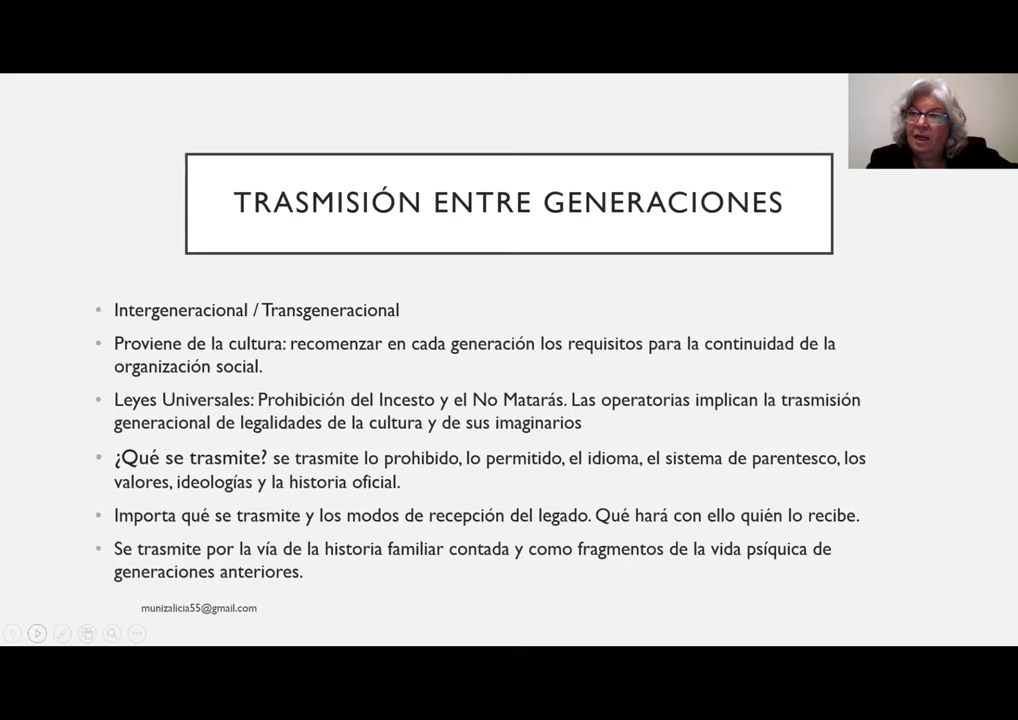 TRASMISIÓN ENTRE GENERACIONES
• Intergeneracional / Transgeneracional
• Proviene de la cultura: recomenzar en cada generación los requisitos para la continuidad de la
organización social.
• Leyes Universales: Prohibición del Incesto y el No Matarás. Las operatorias implican la trasmisión
generacional de legalidades de la cultura y de sus imaginarios
• ¿Qué se trasmite? se trasmite lo prohibido, lo permitido, el idioma, el sistema de parentesco, los
valores, ideologías y la historia oficial.
• Importa qué se trasmite y los modos de recepción del legado. Qué hará con ello quién lo recibe.
• Se trasmite por la vía de la historia familiar contada y como fragmentos de la vida psíquica de
generaciones anteriores.
munizalicia55@gmail.com